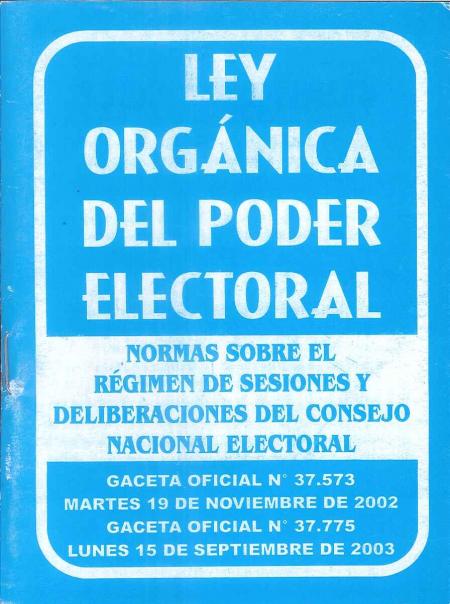 LEY
ORGÁNICA
DEL PODER
ELECTORAL
NORMAS SOBRE EL
RÉGIMEN DE SESIONES Y
DELIBERACIONES DEL CONSEJO
NACIONAL ELECTORAL
GACETA OFICIAL N° 37.573
MARTES 19 DE NOVIEMBRE DE 2002
GACETA OFICIAL N° 37.775
LUNES 15 DE SEPTIEMBRE DE 2003